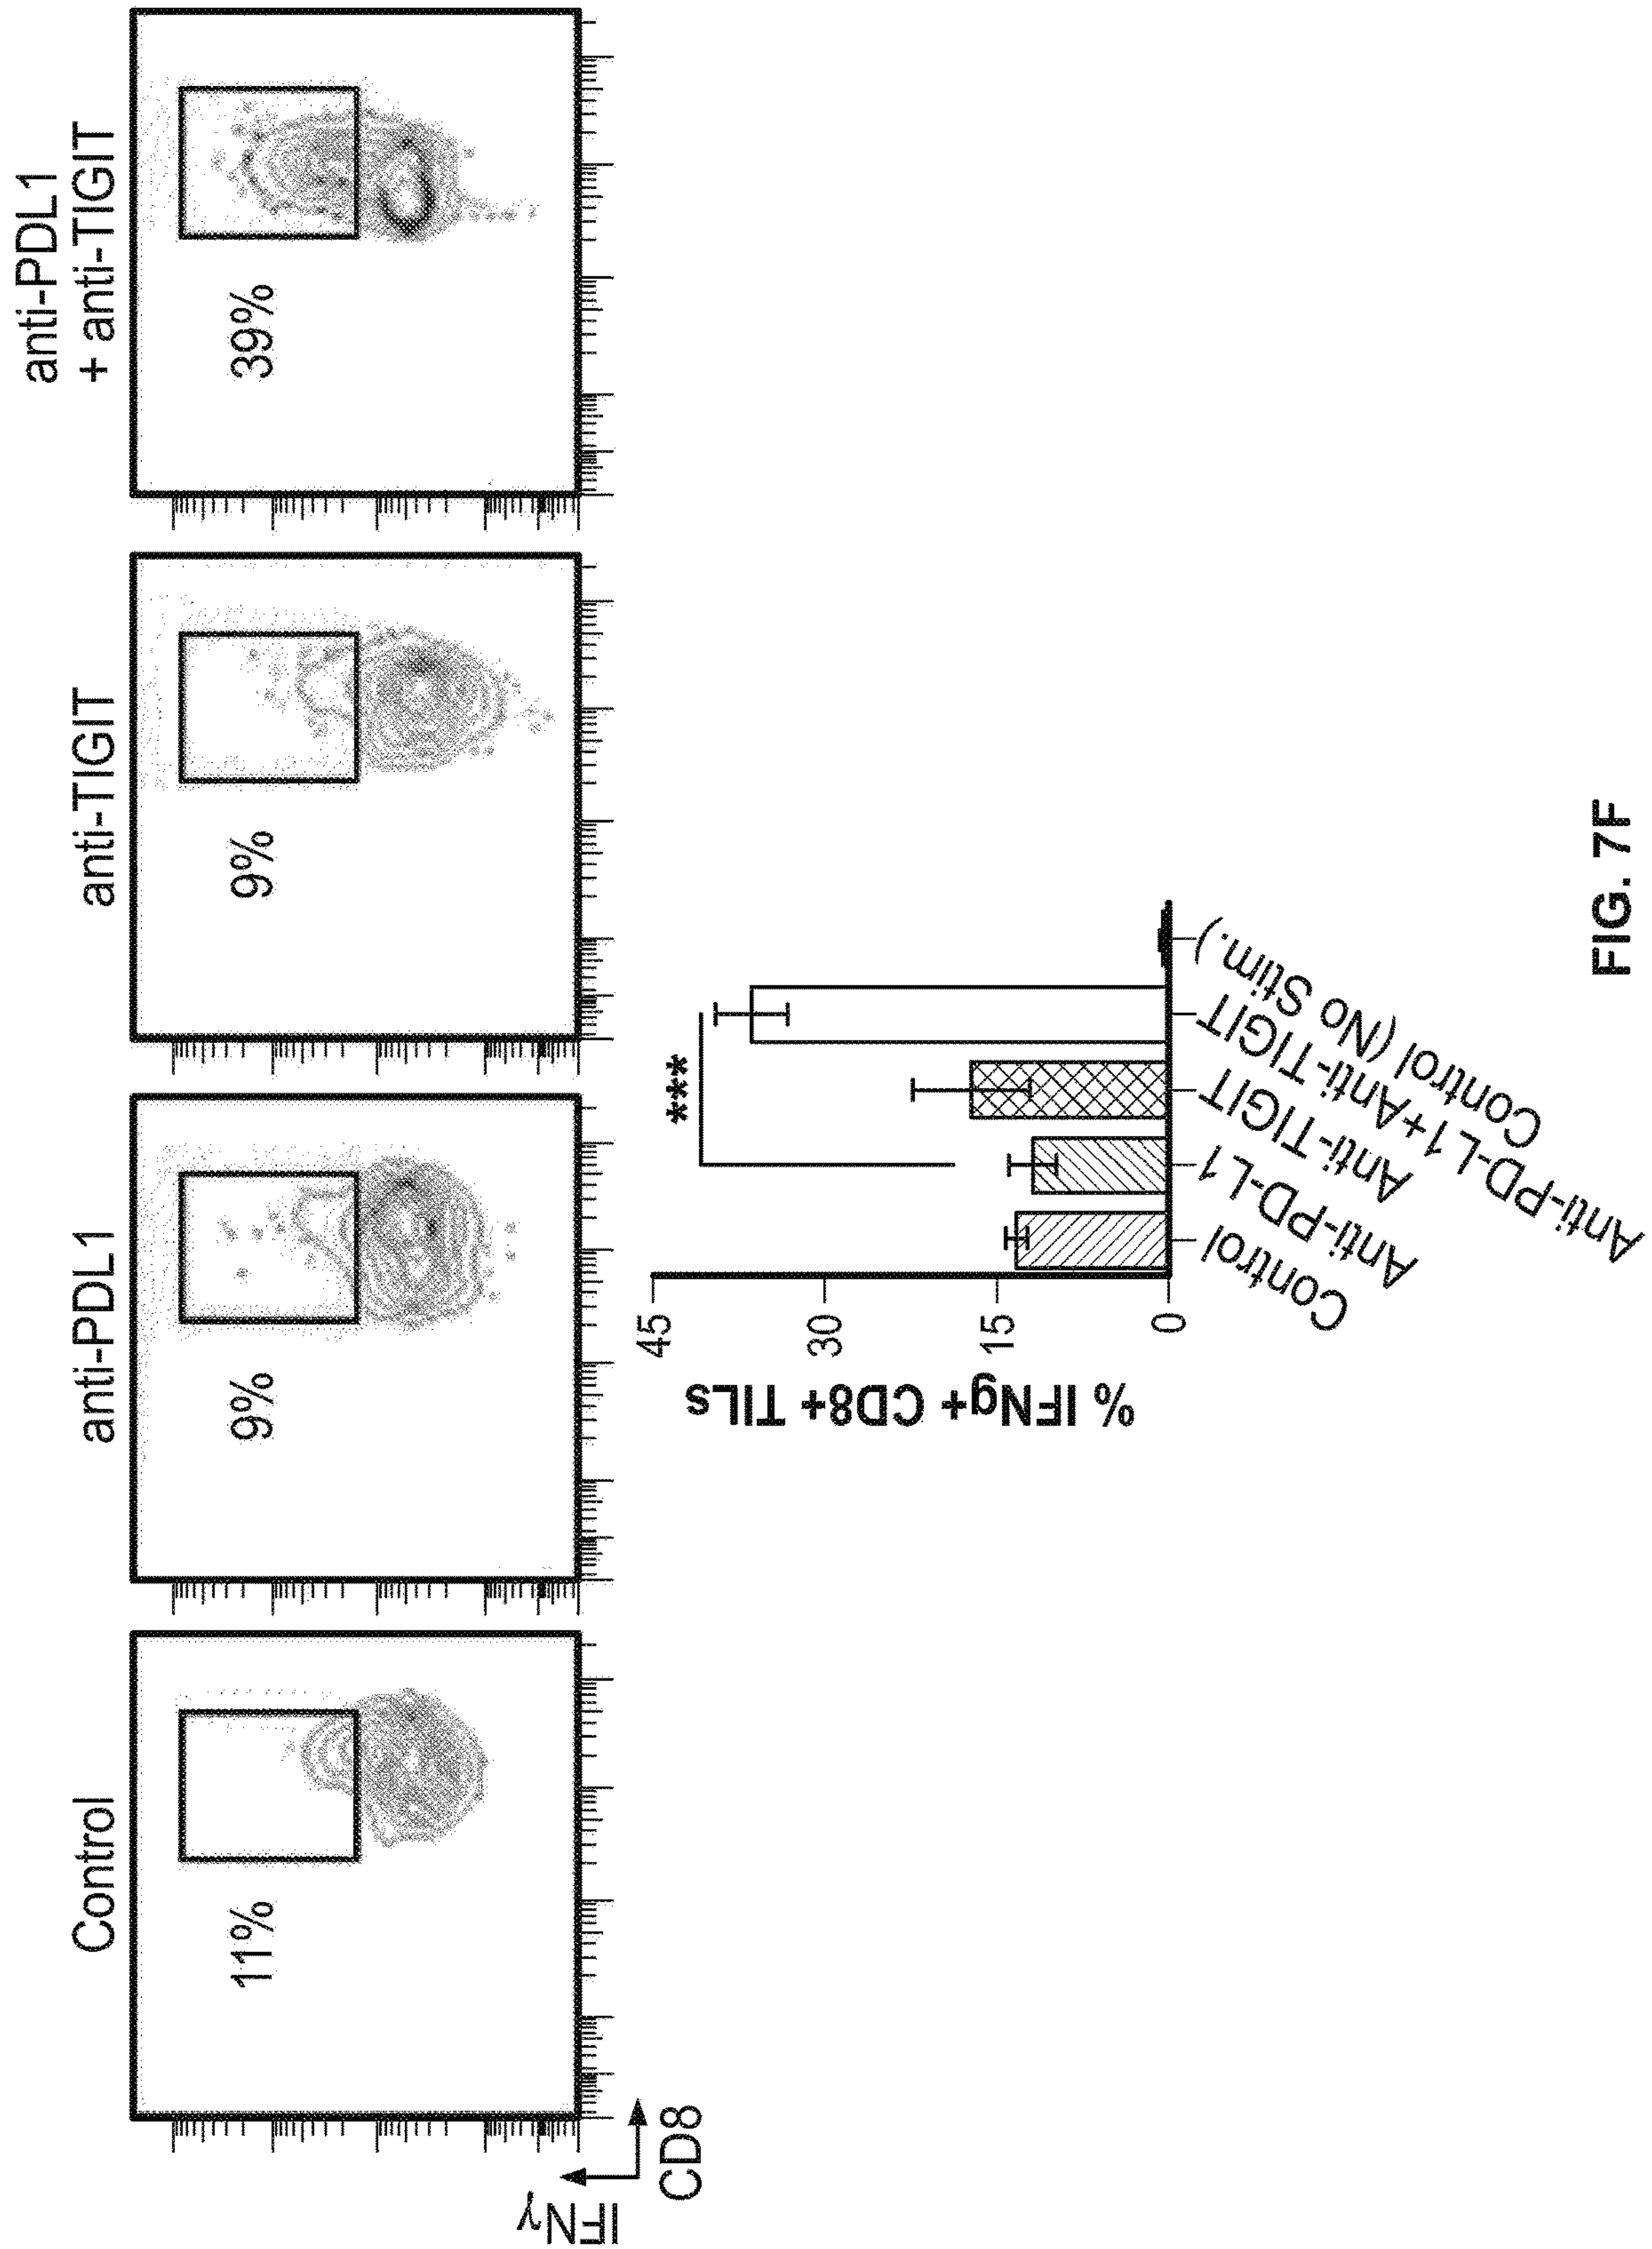 Control
anti-PDL1
anti-TIGIT
anti-PDL1
+ anti-TIGIT
11%
9%
9%
39%
IFNγ
CD8
% IFNg+ CD8+ TILs
45
30
15
0
***
Control
Anti-PD-L1
Anti-TIGIT
Anti-PD-L1+Anti-TIGIT
Control (No Stim.)
FIG. 7F